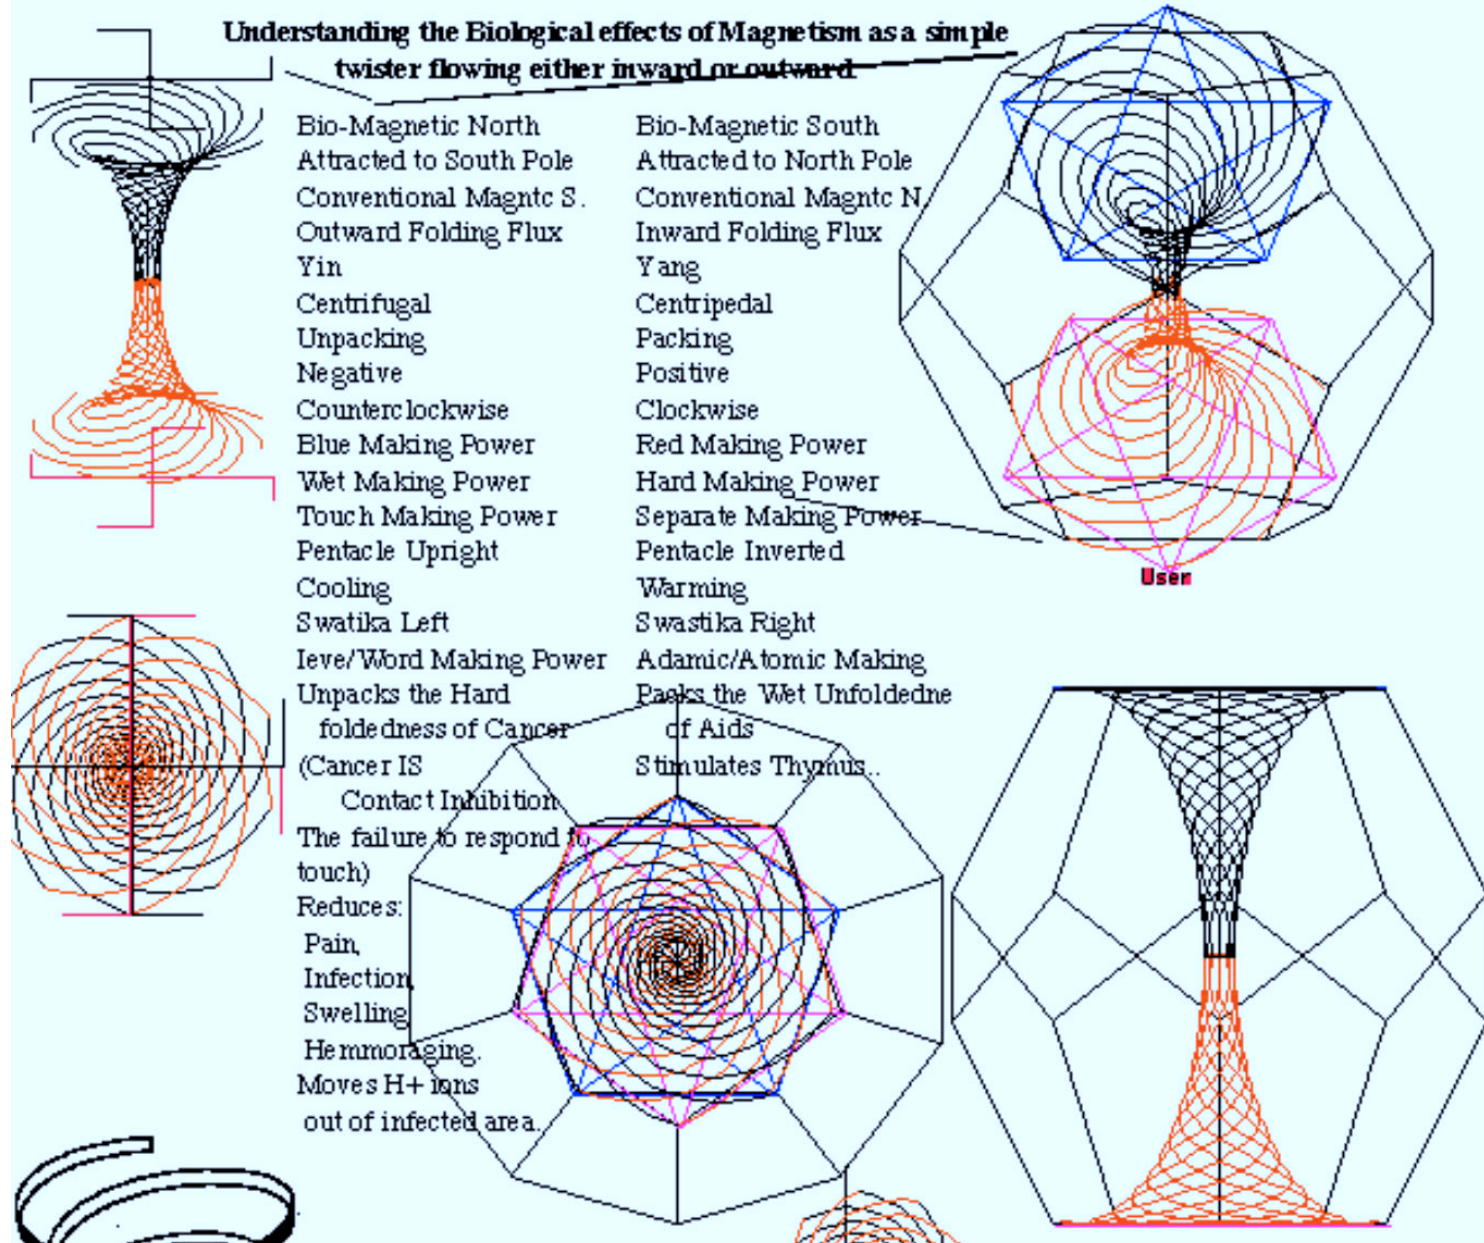 Understanding the Biological effects of Magnetism as a simple
twister flowing either inward or outward
Bio-Magnetic North
Attracted to South Pole
Conventional Magntc S.
Outward Folding Flux
Yin
Centrifugal
Unpacking
Negative
Counterclockwise
Blue Making Power
Wet Making Power
Touch Making Power
Pentacle Upright
Cooling
Swatika Left
Ieve/Word Making Power
Unpacks the Hard
foldedness of Cancer
(Cancer IS
Contact Inhibition
The failure to respond to
touch)
Reduces:
Pain,
Infection,
Swelling
Hemmoraging.
Moves H+ ions
out of infected area.
Bio-Magnetic South
Attracted to North Pole
Conventional Magntc N.
Inward Folding Flux
Yang
Centripedal
Packing
Positive
Clockwise
Red Making Power
Hard Making Power
Separate Making Power
Pentacle Inverted
Warming
Swastika Right
Adamic/Atomic Making
Packs the Wet Unfoldedne
of Aids
Stimulates Thymus..
User